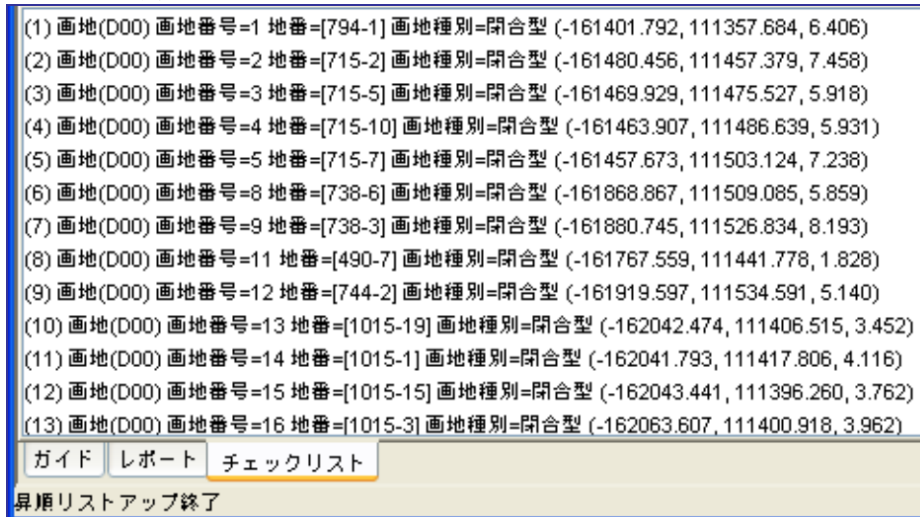 (1) 画地(D00) 画地番号=1 地番=[794-1] 画地種別=閉合型 (-161401.792, 111357.684, 6.406)
(2) 画地(D00) 画地番号=2 地番=[715-2] 画地種別=閉合型 (-161480.456, 111457.379, 7.458)
(3) 画地(D00) 画地番号=3 地番=[715-5] 画地種別=閉合型 (-161469.929, 111475.527, 5.918)
(4) 画地(D00) 画地番号=4 地番=[715-10] 画地種別=閉合型 (-161463.907, 111486.639, 5.931)
(5) 画地(D00) 画地番号=5 地番=[715-7] 画地種別=閉合型 (-161457.673, 111503.124, 7.238)
(6) 画地(D00) 画地番号=8 地番=[738-6] 画地種別=閉合型 (-161868.867, 111509.085, 5.859)
(7) 画地(D00) 画地番号=9 地番=[738-3] 画地種別=閉合型 (-161880.745, 111526.834, 8.193)
(8) 画地(D00) 画地番号=11 地番=[490-7] 画地種別=閉合型 (-161767.559, 111441.778, 1.828)
(9) 画地(D00) 画地番号=12 地番=[744-2] 画地種別=閉合型 (-161919.597, 111534.591, 5.140)
(10) 画地(D00) 画地番号=13 地番=[1015-19] 画地種別=閉合型 (-162042.474, 111406.515, 3.452)
(11) 画地(D00) 画地番号=14 地番=[1015-1] 画地種別=閉合型 (-162041.793, 111417.806, 4.116)
(12) 画地(D00) 画地番号=15 地番=[1015-15] 画地種別=閉合型 (-162043.441, 111396.260, 3.762)
(13) 画地(D00) 画地番号=16 地番=[1015-3] 画地種別=閉合型 (-162063.607, 111400.918, 3.962)
ガイド レポート チェックリスト
昇順リストアップ終了